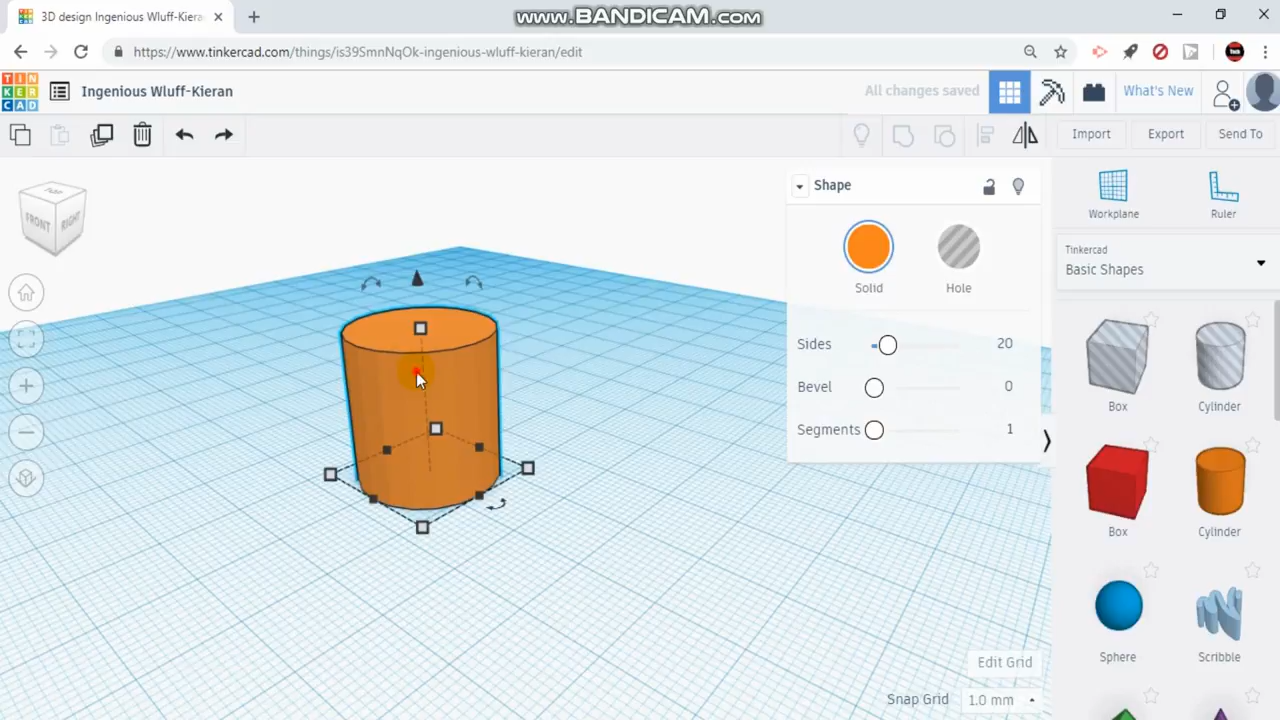 www.BANDICAM.com
3D design Ingenious Wluff-Kiera
https://www.tinkercad.com/things/is39SmnNqOk-ingenious-wluff-kieran/edit
TIN
KER
CAD
Ingenious Wluff-Kieran
All changes saved
What's New
Import
Export
Send To
TOP
FRONT
RIGHT
Shape
Solid
Hole
Sides
20
Bevel
0
Segments
1
Workplane
Ruler
Tinkercad
Basic Shapes
Box
Cylinder
Box
Cylinder
Sphere
Scribble
Edit Grid
Snap Grid
1.0 mm